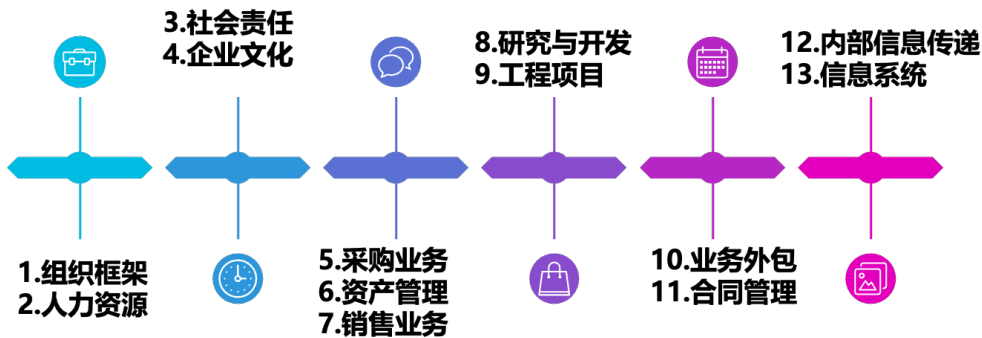 1.组织框架
2.人力资源
3.社会责任
4.企业文化
5.采购业务
6.资产管理
7.销售业务
8.研究与开发
9.工程项目
10.业务外包
11.合同管理
12.内部信息传递
13.信息系统